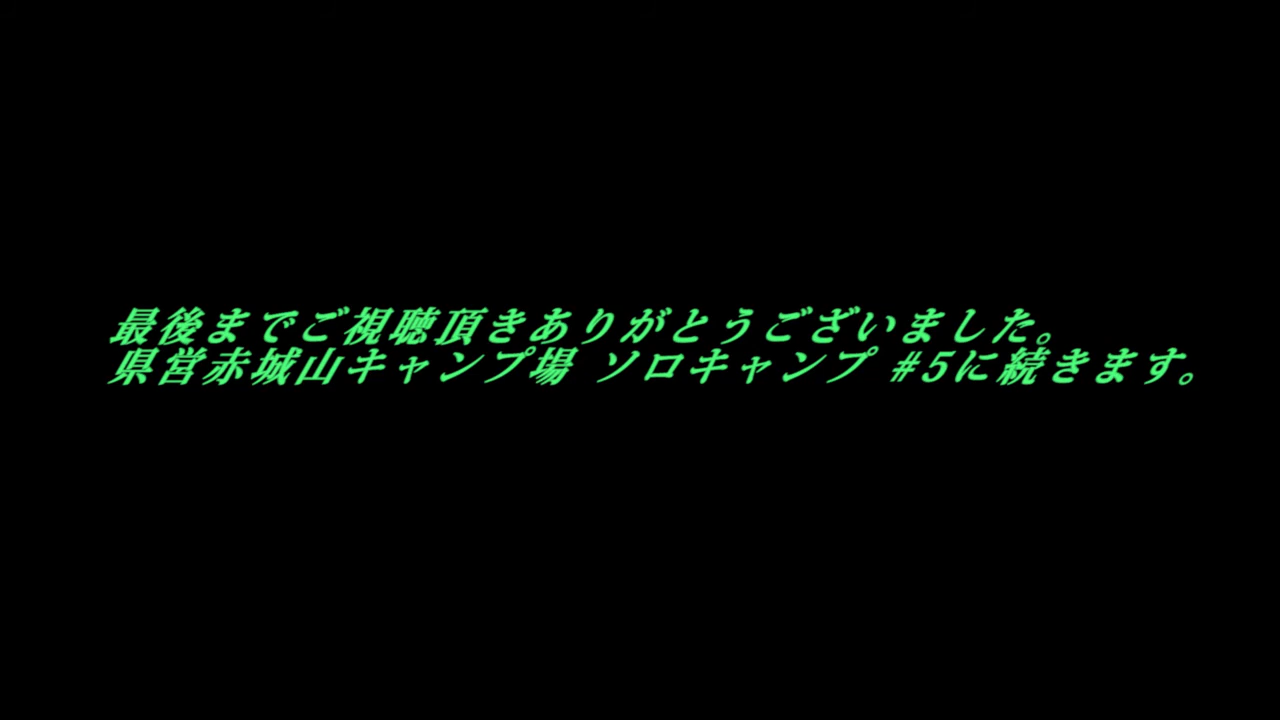 最後までご視聴頂きありがとうございました。
県営赤城山キャンプ場 ソロキャンプ #5に続きます。